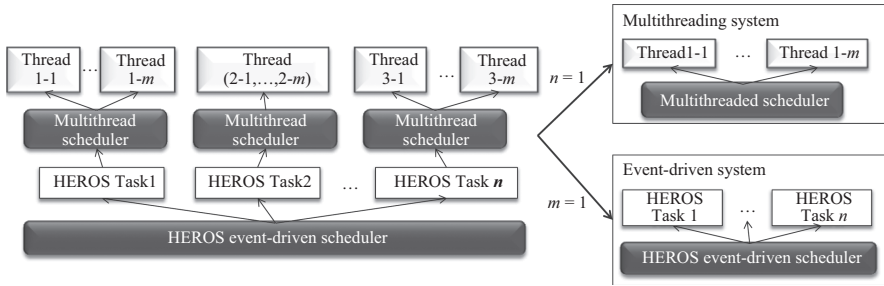 Thread
1-1
...
Thread
1-m
Thread
(2-1,...,2-m)
Thread
3-1
...
Thread
3-m
Multithread
scheduler
Multithread
scheduler
Multithread
scheduler
HEROS Task1
HEROS Task2
...
HEROS Task n
HEROS event-driven scheduler
n = 1
m = 1
Multithreading system
Thread1-1
...
Thread 1-m
Multithreaded scheduler
Event-driven system
HEROS
Task 1
...
HEROS
Task n
HEROS event-driven scheduler